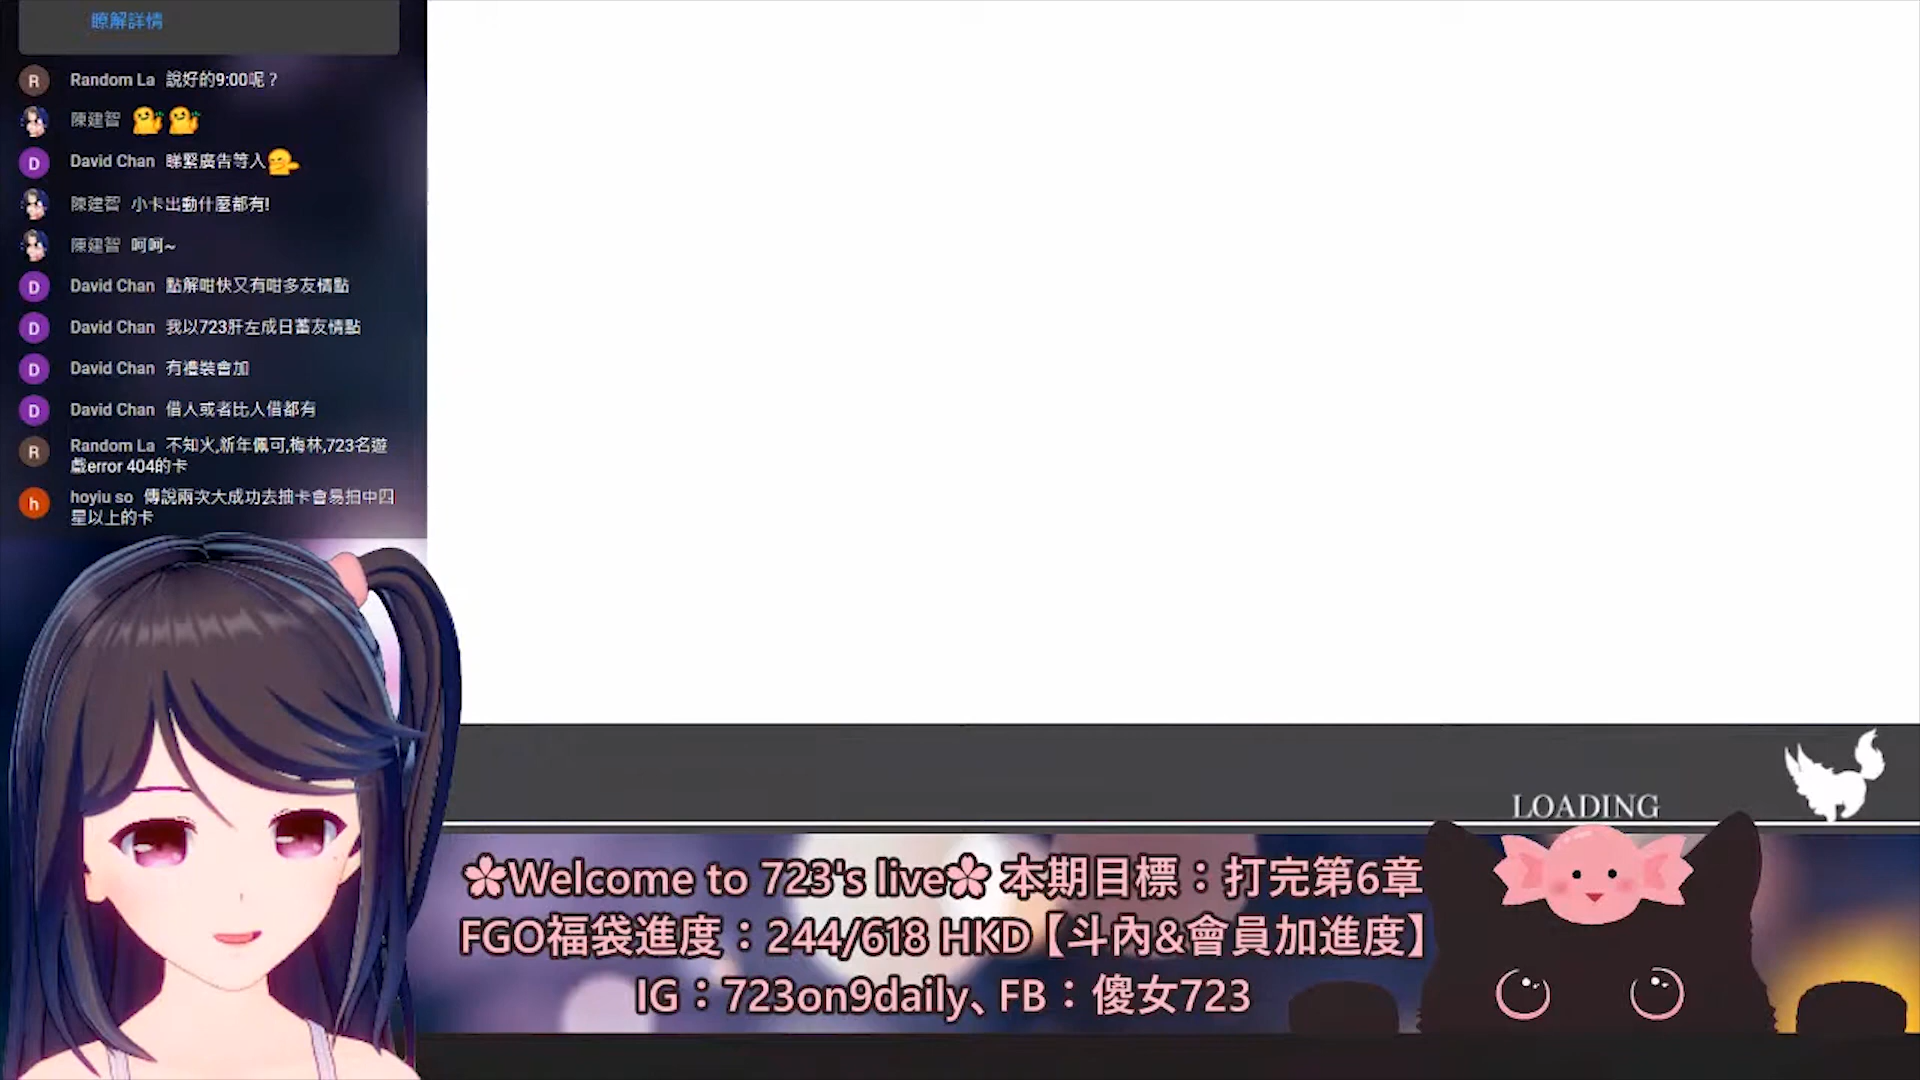 瞭解詳情
R Random La 說好的9:00呢？
陳建智
D David Chan 睇緊廣告等入
陳建智 小卡出動什麼都有!
陳建智 呵呵~
D David Chan 點解咁快又有咁多友情點
D David Chan 我以723肝左成日蓄友情點
D David Chan 冇禮裝會加
D David Chan 借人或者比人借都有
R Random La 不知火,新年佩可,梅林,723名遊
戲error 404的卡
h hoyiu so 傳說兩次大成功去抽卡會易抽中四
星以上的卡
LOADING
Welcome to 723's live 本期目標：打完第6章
FGO福袋進度：244/618 HKD【斗內&會員加進度】
IG：723on9daily、FB：傻女723